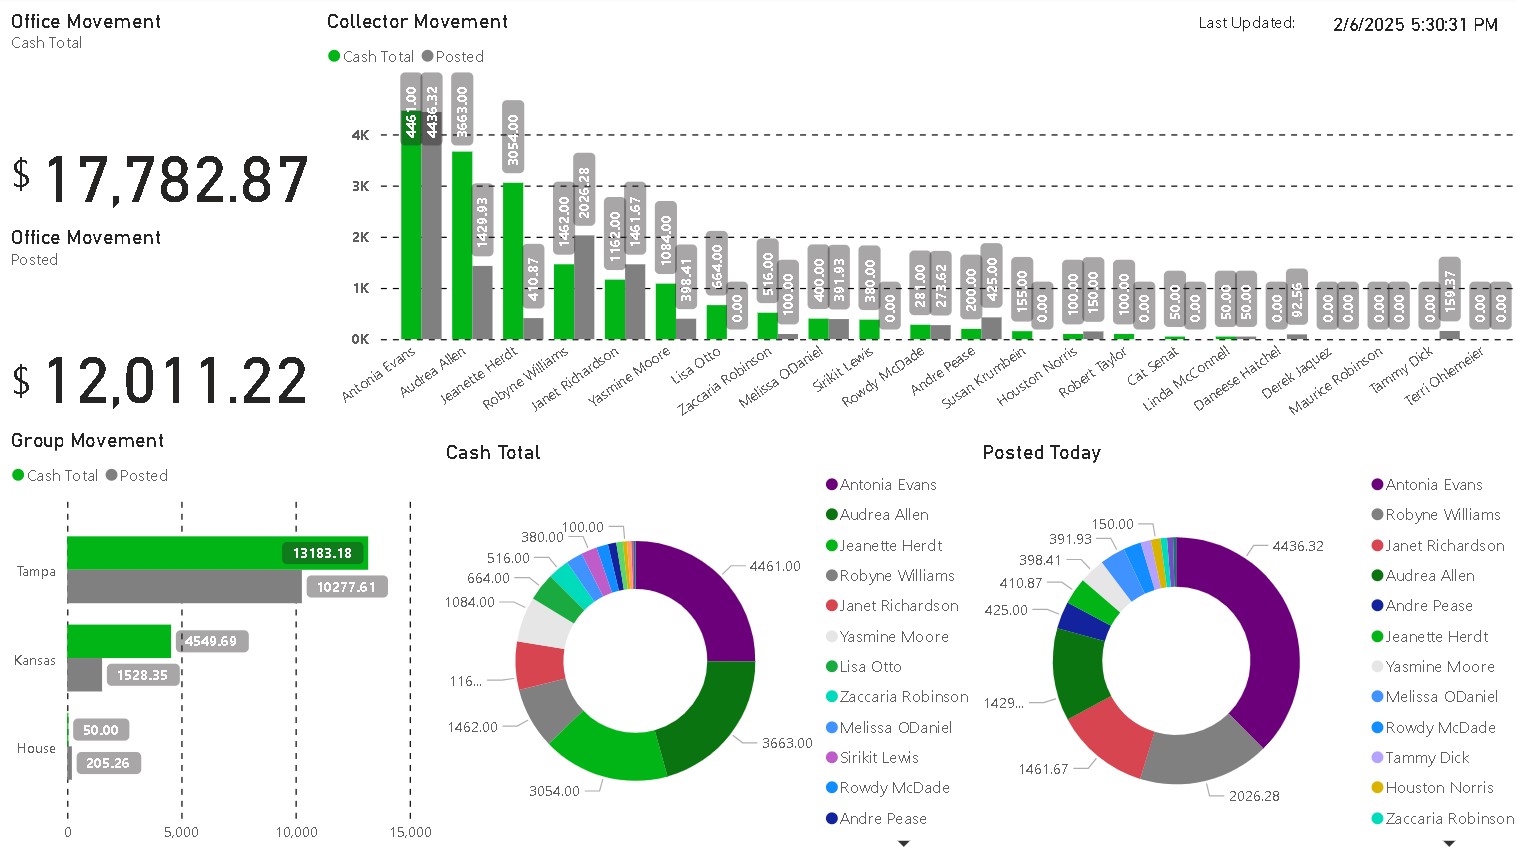 Office Movement
Cash Total
$ 17,782.87
Office Movement
Posted
$ 12,011.22
Collector Movement
Cash Total Posted
Last Updated: 2/6/2025 5:30:31 PM
4K
3K
2K
1K
0K
4461.00 4436.32
3663.00 1429.93
3054.00 410.87
1462.00 2026.28
1162.00 1461.67
1084.00 398.41
664.00 0.00
516.00 100.00
400.00 391.93
380.00 0.00
281.00 273.62
200.00 425.00
155.00 0.00
100.00 150.00
100.00 0.00
50.00 0.00
50.00 50.00
0.00 92.56
0.00 0.00
0.00 0.00
0.00 159.37
0.00 0.00
Antonia Evans
Audrea Allen
Jeanette Herdt
Robyne Williams
Janet Richardson
Yasmine Moore
Lisa Otto
Zaccaria Robinson
Melissa ODaniel
Sirikit Lewis
Rowdy McDade
Andre Pease
Susan Krumbein
Houston Norris
Robert Taylor
Cat Senat
Linda McConnell
Daneese Hatchel
Derek Jaquez
Maurice Robinson
Tammy Dick
Terri Ohlemeier
Group Movement
Cash Total Posted
Tampa
13183.18
10277.61
Kansas
4549.69
1528.35
House
50.00
205.26
0 5,000 10,000 15,000
Cash Total
100.00
380.00
516.00
664.00
1084.00
116...
1462.00
3054.00
3663.00
4461.00
Antonia Evans
Audrea Allen
Jeanette Herdt
Robyne Williams
Janet Richardson
Yasmine Moore
Lisa Otto
Zaccaria Robinson
Melissa ODaniel
Sirikit Lewis
Rowdy McDade
Andre Pease
Posted Today
150.00
391.93
398.41
410.87
425.00
1429...
1461.67
2026.28
4436.32
Antonia Evans
Robyne Williams
Janet Richardson
Audrea Allen
Andre Pease
Jeanette Herdt
Yasmine Moore
Melissa ODaniel
Rowdy McDade
Tammy Dick
Houston Norris
Zaccaria Robinson